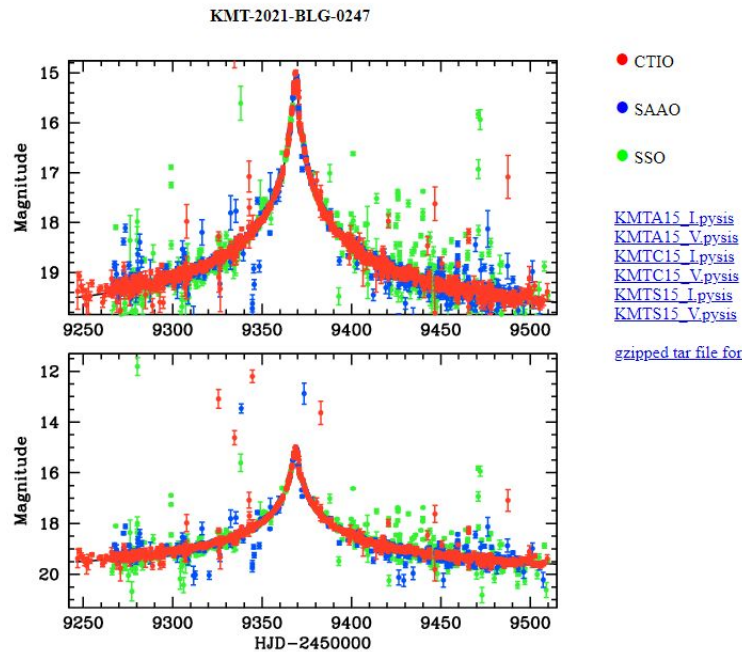 KMT-2021-BLG-0247
15
16
17
18
19
Magnitude
9250 9300 9350 9400 9450 9500
12
14
16
18
20
Magnitude
9250 9300 9350 9400 9450 9500
HJD-2450000
CTIO
SAAO
SSO
KMTA15_I.pysis
KMTA15_V.pysis
KMTC15_I.pysis
KMTC15_V.pysis
KMTS15_I.pysis
KMTS15_V.pysis
gzipped tar file for